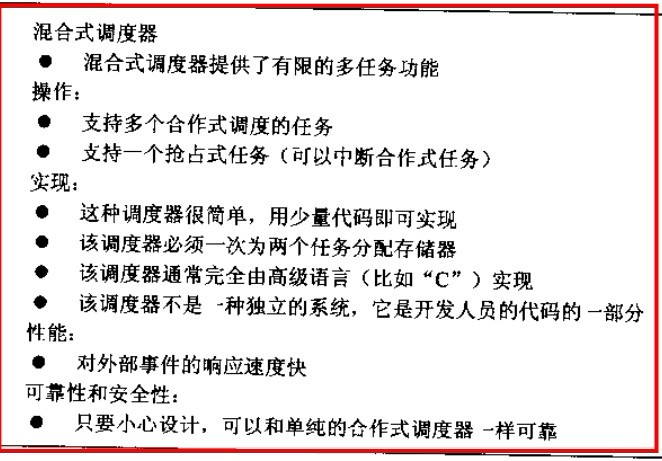 混合式调度器
● 混合式调度器提供了有限的多任务功能
操作：
● 支持多个合作式调度的任务
● 支持一个抢占式任务（可以中断合作式任务）
实现：
● 这种调度器很简单，用少量代码即可实现
● 该调度器必须一次为两个任务分配存储器
● 该调度器通常完全由高级语言（比如“C”）实现
● 该调度器不是一种独立的系统，它是开发人员的代码的一部分
性能：
● 对外部事件的响应速度快
可靠性和安全性：
● 只要小心设计，可以和单纯的合作式调度器一样可靠